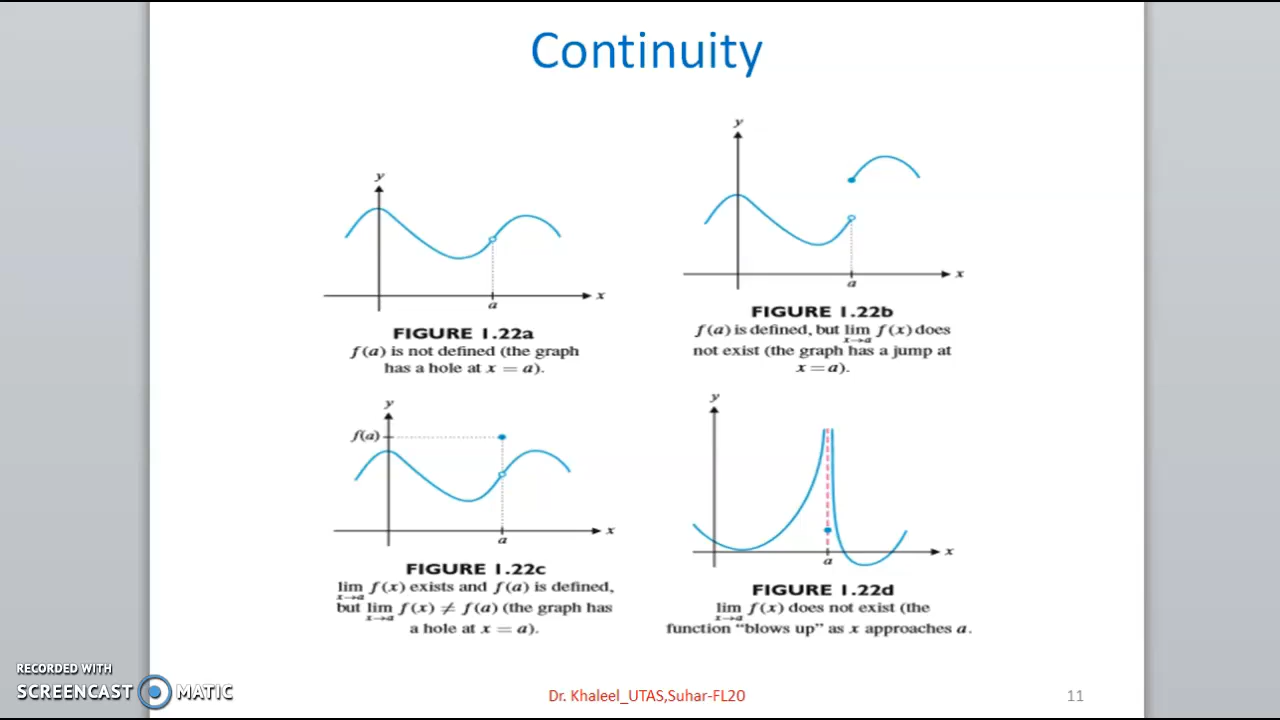 Continuity
y
x
a
FIGURE 1.22a
f(a) is not defined (the graph
has a hole at x = a).
y
x
a
FIGURE 1.22b
f(a) is defined, but lim f(x) does
x→a
not exist (the graph has a jump at
x = a).
y
f(a)
x
a
FIGURE 1.22c
lim f(x) exists and f(a) is defined,
x→a
but lim f(x) ≠ f(a) (the graph has
x→a
a hole at x = a).
y
x
a
FIGURE 1.22d
lim f(x) does not exist (the
x→a
function “blows up” as x approaches a.
RECORDED WITH
SCREENCAST MATIC
Dr. Khaleel_UTAS,Suhar-FL20
11